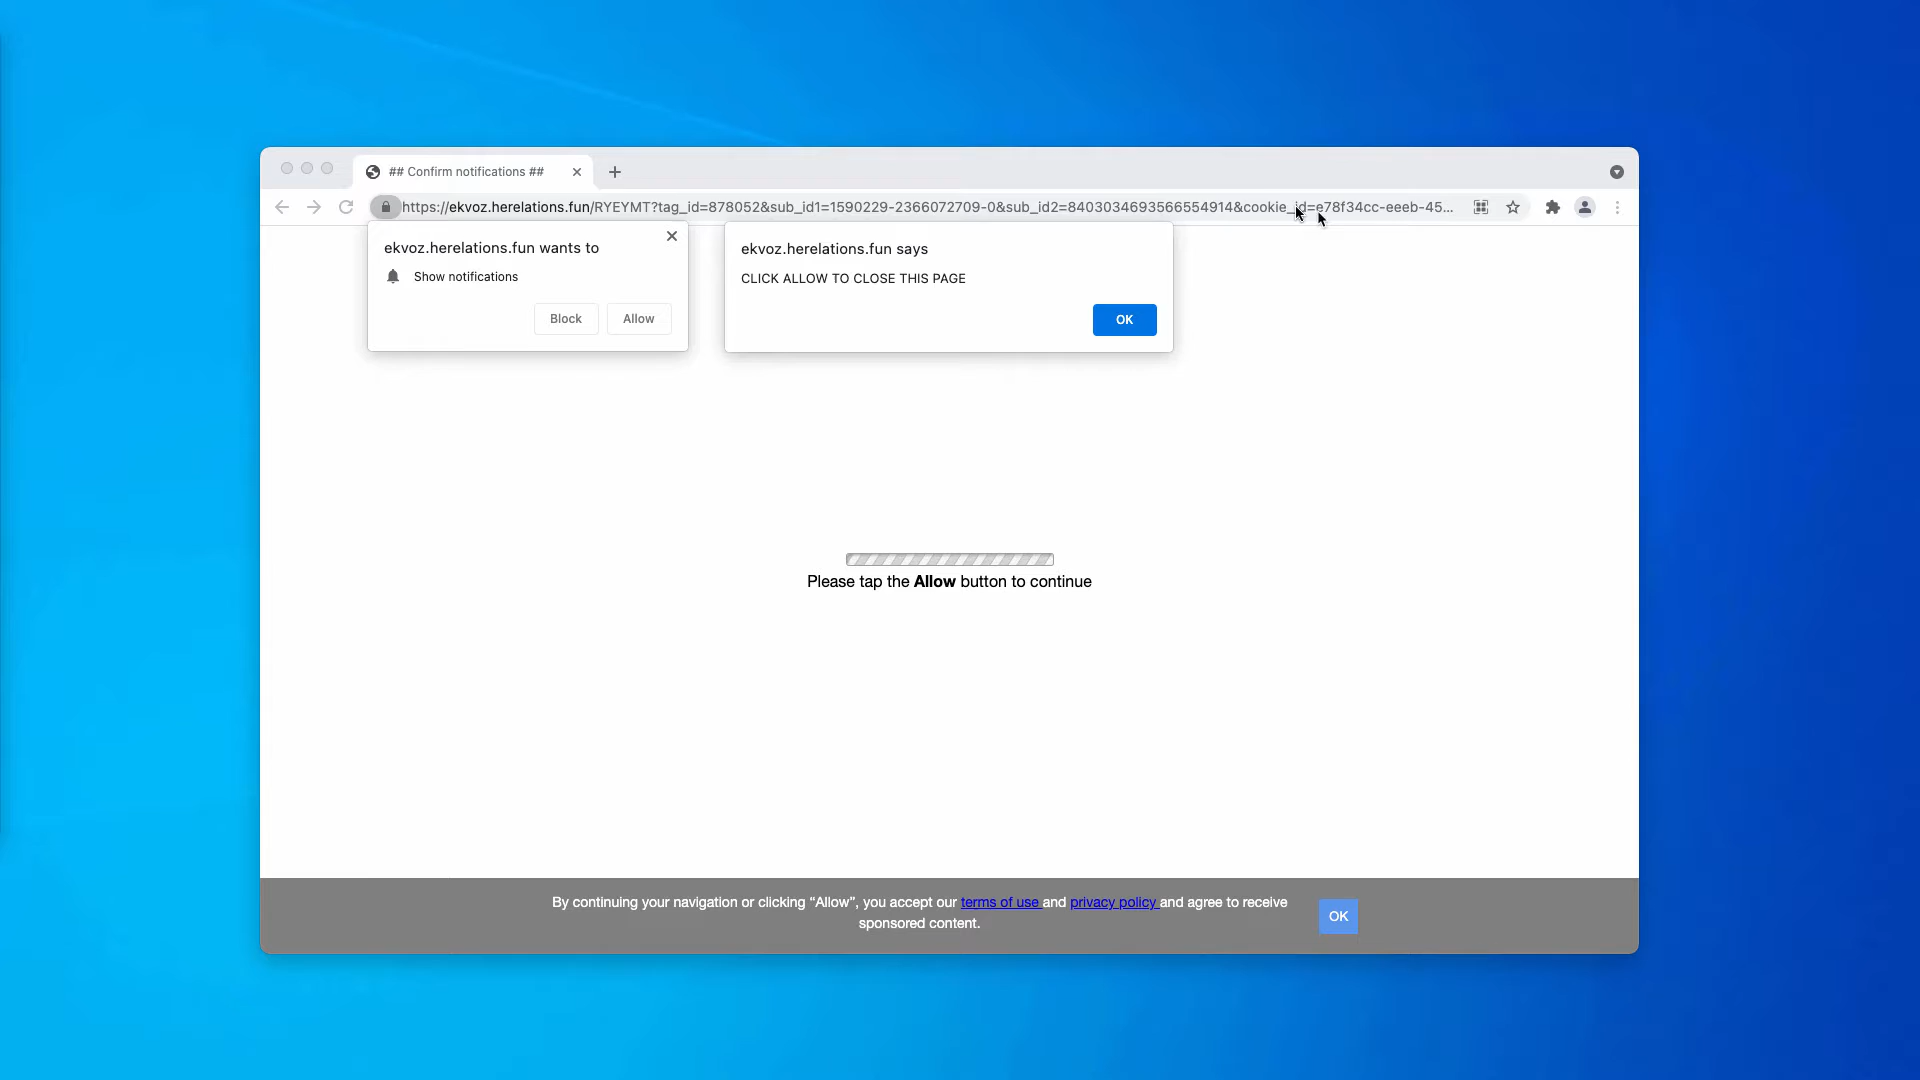 ## Confirm notifications ##
https://ekvoz.herelations.fun/RYEYMT?tag_id=878052&sub_id1=1590229-2366072709-0&sub_id2=8403034693566554914&cookie_id=e78f34cc-eeeb-45...
ekvoz.herelations.fun wants to
Show notifications
Block
Allow
ekvoz.herelations.fun says
CLICK ALLOW TO CLOSE THIS PAGE
OK
Please tap the Allow button to continue
By continuing your navigation or clicking “Allow”, you accept our terms of use and privacy policy and agree to receive
sponsored content.
OK